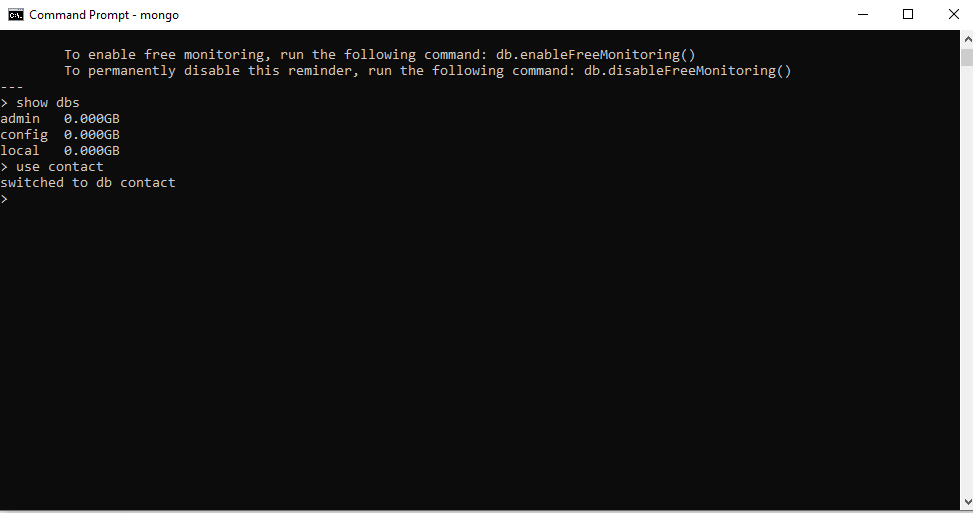 Command Prompt - mongo
To enable free monitoring, run the following command: db.enableFreeMonitoring()
To permanently disable this reminder, run the following command: db.disableFreeMonitoring()
---
> show dbs
admin   0.000GB
config  0.000GB
local   0.000GB
> use contact
switched to db contact
>